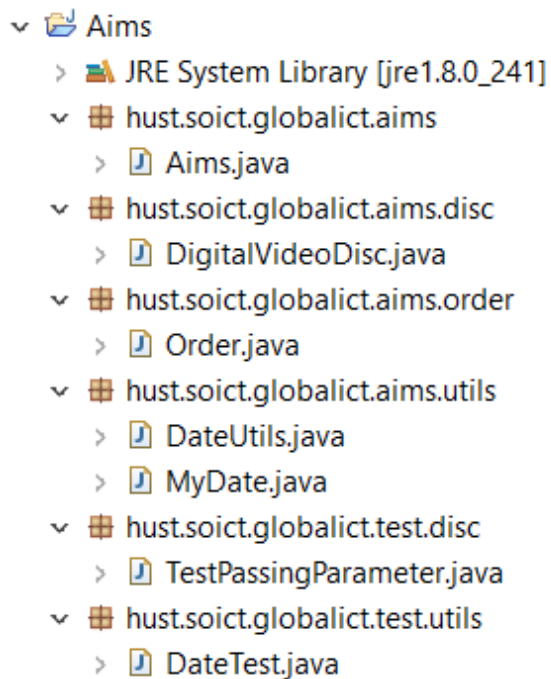 Aims
JRE System Library [jre1.8.0_241]
hust.soict.globalict.aims
Aims.java
hust.soict.globalict.aims.disc
DigitalVideoDisc.java
hust.soict.globalict.aims.order
Order.java
hust.soict.globalict.aims.utils
DateUtils.java
MyDate.java
hust.soict.globalict.test.disc
TestPassingParameter.java
hust.soict.globalict.test.utils
DateTest.java